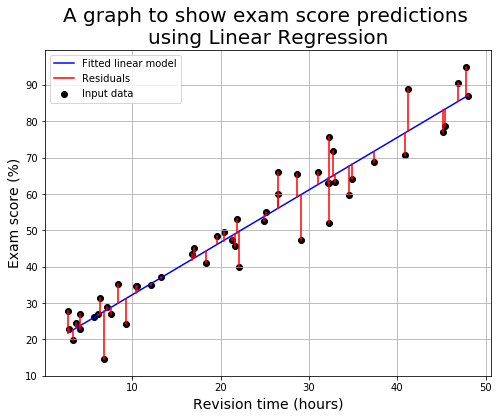 A graph to show exam score predictions
using Linear Regression
Fitted linear model
Residuals
Input data
Exam score (%)
90
80
70
60
50
40
30
20
10
10
20
30
40
50
Revision time (hours)